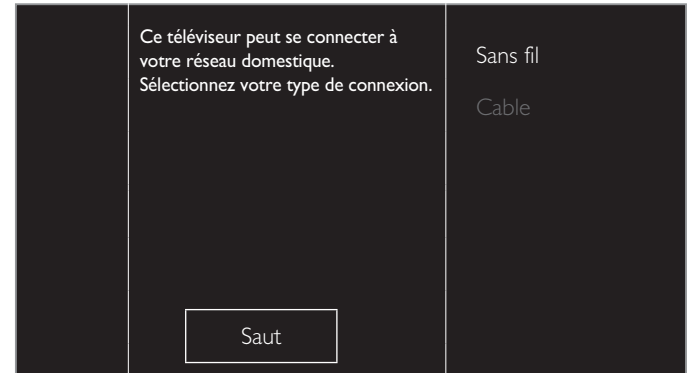 Ce téléviseur peut se connecter à
votre réseau domestique.
Sélectionnez votre type de connexion.
Sans fil
Cable
Saut